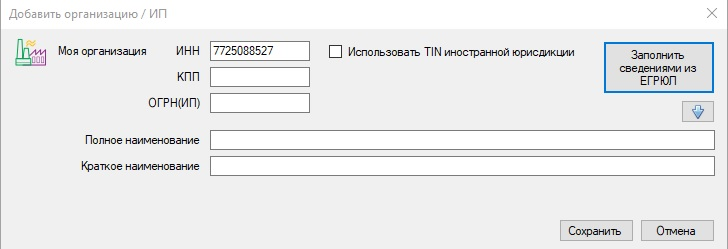 Добавить организацию / ИП
Моя организация ИНН 7725088527 Использовать TIN иностранной юрисдикции
Заполнить
сведениями из
ЕГРЮЛ
КПП
ОГРН(ИП)
Полное наименование
Краткое наименование
Сохранить Отмена